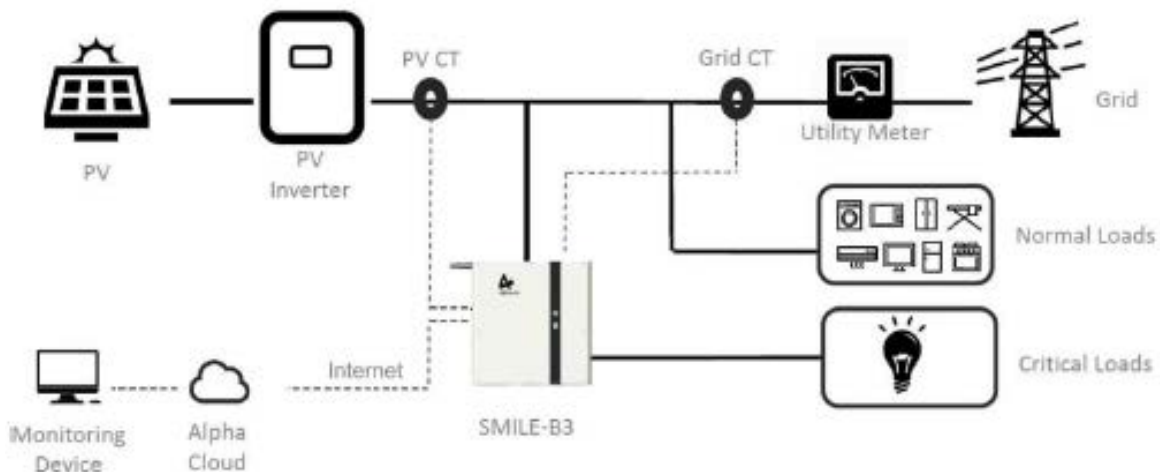 PV CT
Grid CT
Grid
Utility Meter
PV
PV
Inverter
Normal Loads
Critical Loads
Internet
SMILE-B3
Monitoring
Device
Alpha
Cloud